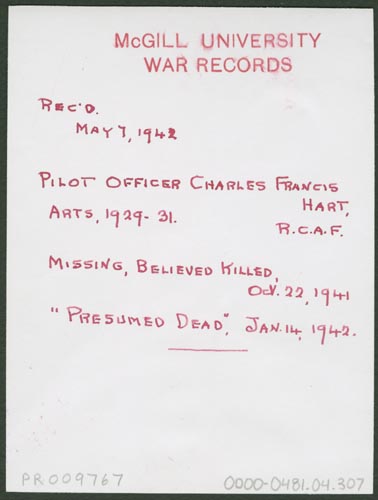 McGILL UNIVERSITY
WAR RECORDS
REC'D.
MAY 7, 1942
PILOT OFFICER CHARLES FRANCIS
HART,
ARTS, 1929-31.
R.C.A.F.
MISSING, BELIEVED KILLED,
Oct. 22, 1941
"PRESUMED DEAD", JAN. 14, 1942.
PR009767
0000-0481.04.307